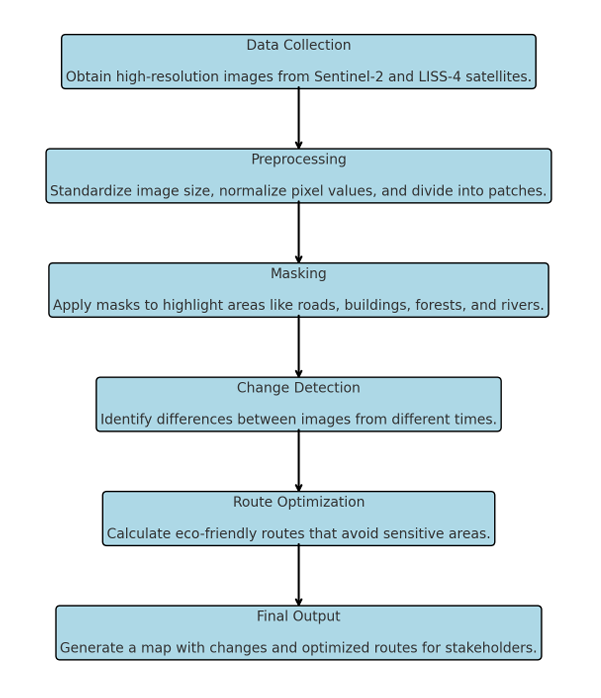 Data Collection
Obtain high-resolution images from Sentinel-2 and LISS-4 satellites.
Preprocessing
Standardize image size, normalize pixel values, and divide into patches.
Masking
Apply masks to highlight areas like roads, buildings, forests, and rivers.
Change Detection
Identify differences between images from different times.
Route Optimization
Calculate eco-friendly routes that avoid sensitive areas.
Final Output
Generate a map with changes and optimized routes for stakeholders.